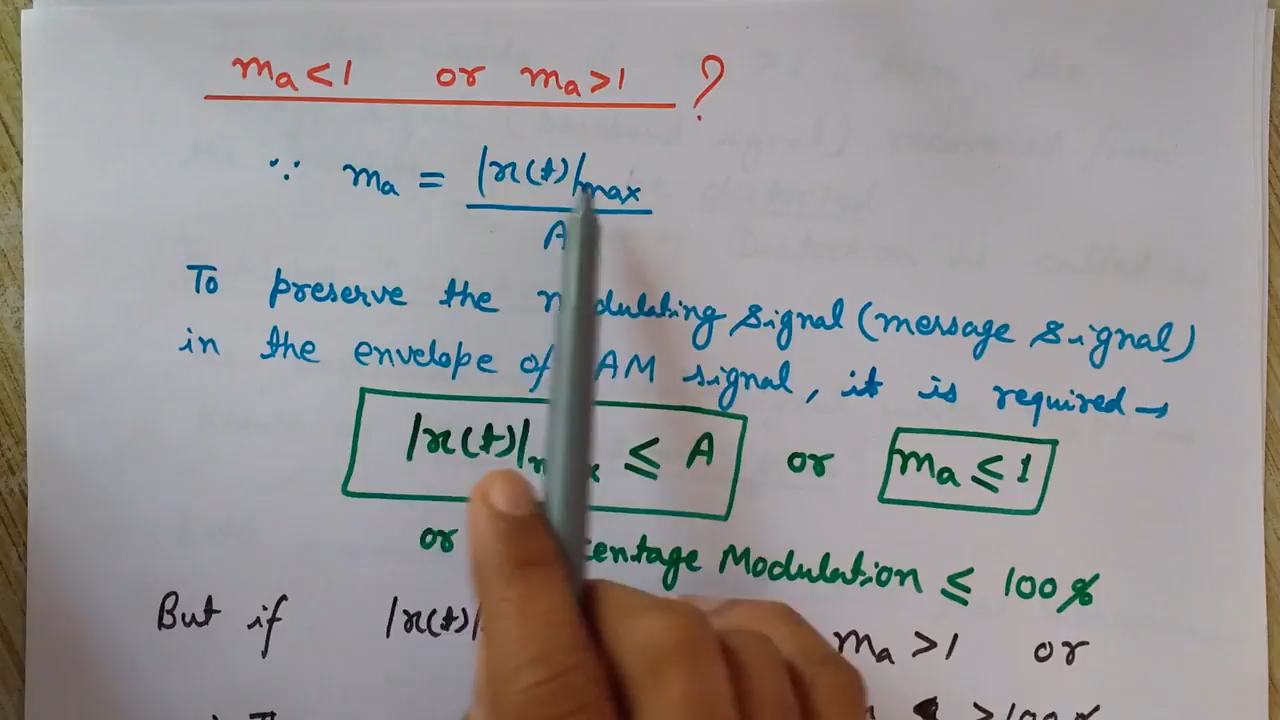 ma < 1 or ma > 1 ?
∵ ma = |x(t)|max
A
To preserve the modulating signal (message signal)
in the envelope of AM signal, it is required →
|x(t)|max ≤ A or ma ≤ 1
or Modulation ≤ 100%
But if |x(t)| ma > 1 or
> 100%